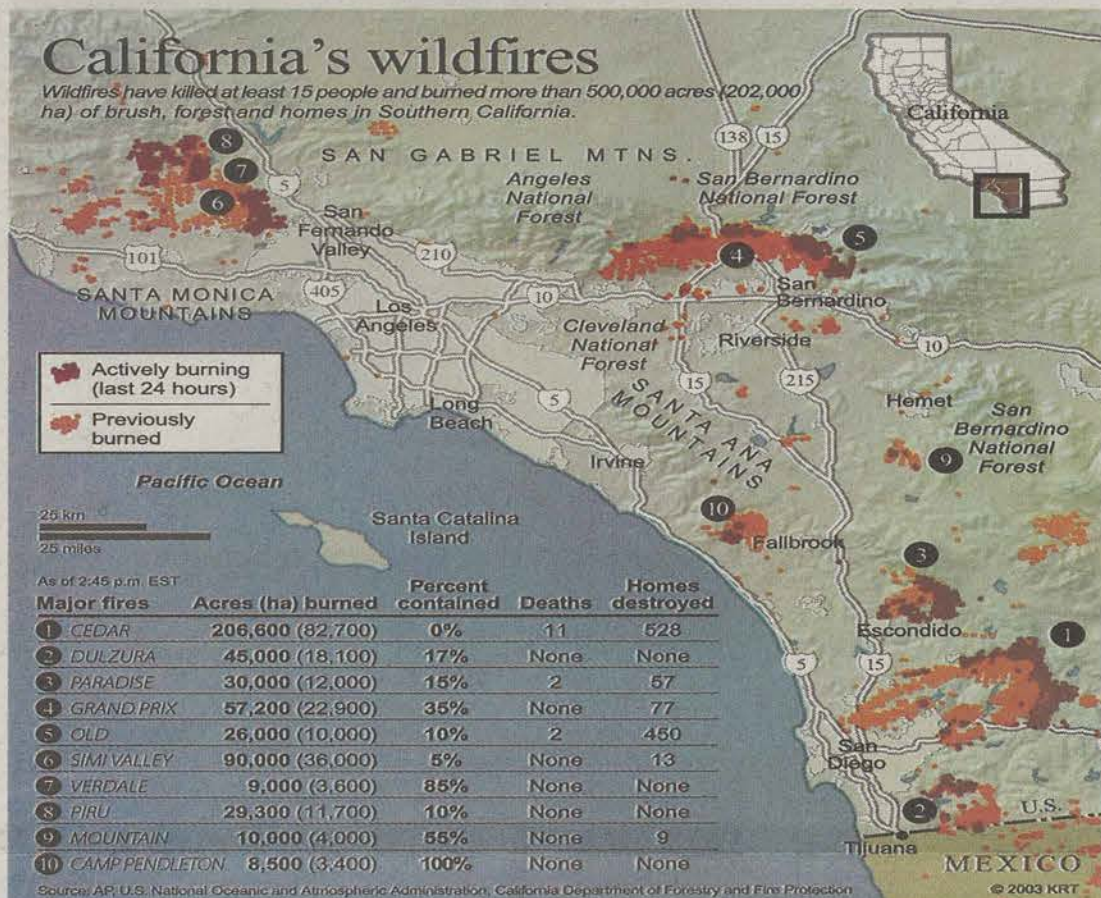 California's wildfires
Wildfires have killed at least 15 people and burned more than 500,000 acres (202,000
ha) of brush, forest and homes in Southern California.
138
15
California
8
7
6
5
SAN GABRIEL MTNS.
Angeles
National
Forest
San Bernardino
National Forest
San
Fernando
Valley
5
4
101
210
405
10
SANTA MONICA
MOUNTAINS
Los
Angeles
San
Bernardino
Cleveland
National
Forest
Riverside
10
Actively burning
(last 24 hours)
Previously
burned
15
215
5
SANTA ANA
MOUNTAINS
Hemet
San
Bernardino
National
Forest
Long
Beach
Irvine
9
Pacific Ocean
10
Fallbrook
25 km
25 miles
Santa Catalina
Island
3
Escondido
1
5
15
San
Diego
2
U.S.
Tijuana
MEXICO
As of 2:45 p.m. EST
Major fires Acres (ha) burned Percent contained Deaths Homes destroyed
1 CEDAR 206,600 (82,700) 0% 11 528
2 DULZURA 45,000 (18,100) 17% None None
3 PARADISE 30,000 (12,000) 15% 2 57
4 GRAND PRIX 57,200 (22,900) 35% None 77
5 OLD 26,000 (10,000) 10% 2 450
6 SIMI VALLEY 90,000 (36,000) 5% None 13
7 VERDALE 9,000 (3,600) 85% None None
8 PIRU 29,300 (11,700) 10% None None
9 MOUNTAIN 10,000 (4,000) 55% None 9
10 CAMP PENDLETON 8,500 (3,400) 100% None None
Source: AP, U.S. National Oceanic and Atmospheric Administration, California Department of Forestry and Fire Protection
© 2003 KRT